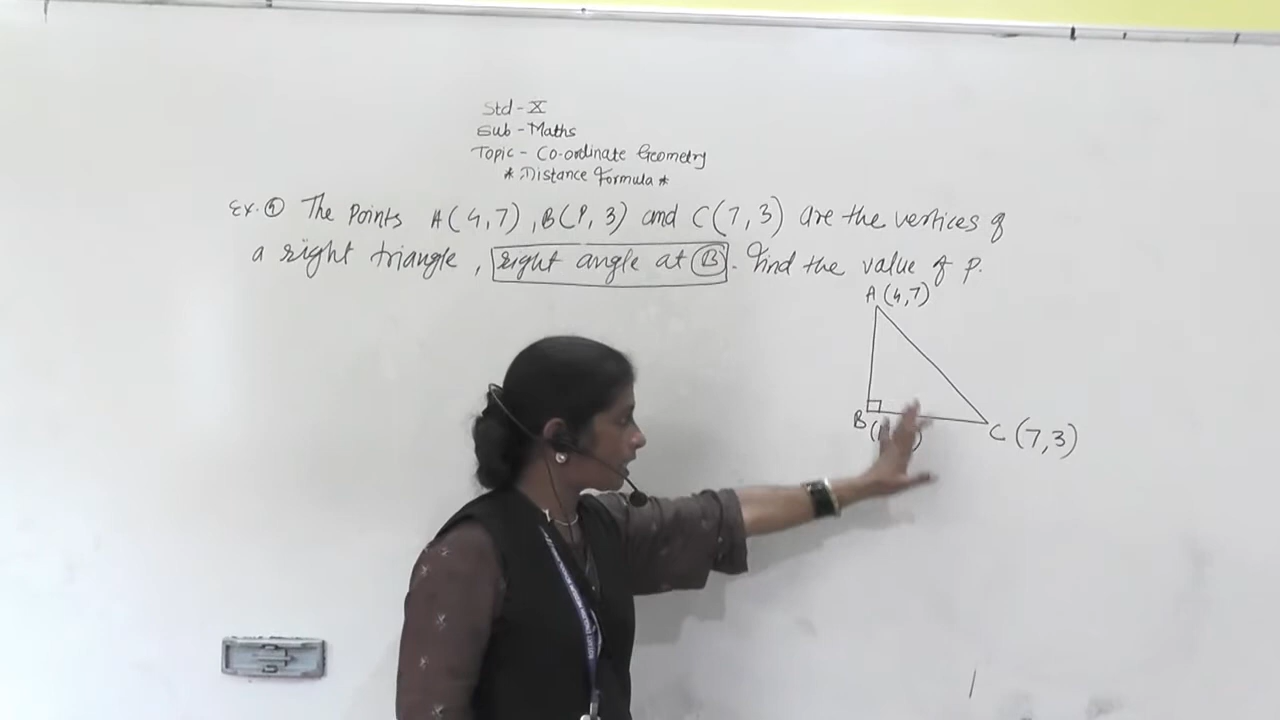 Std - X
Sub - Maths
Topic - Co-ordinate Geometry
* Distance Formula *
Ex. ① The Points A(4,7), B(P, 3) and C(7, 3) are the vertices of
a right triangle, right angle at B. Find the value of P.
A (4,7)
B
C (7,3)